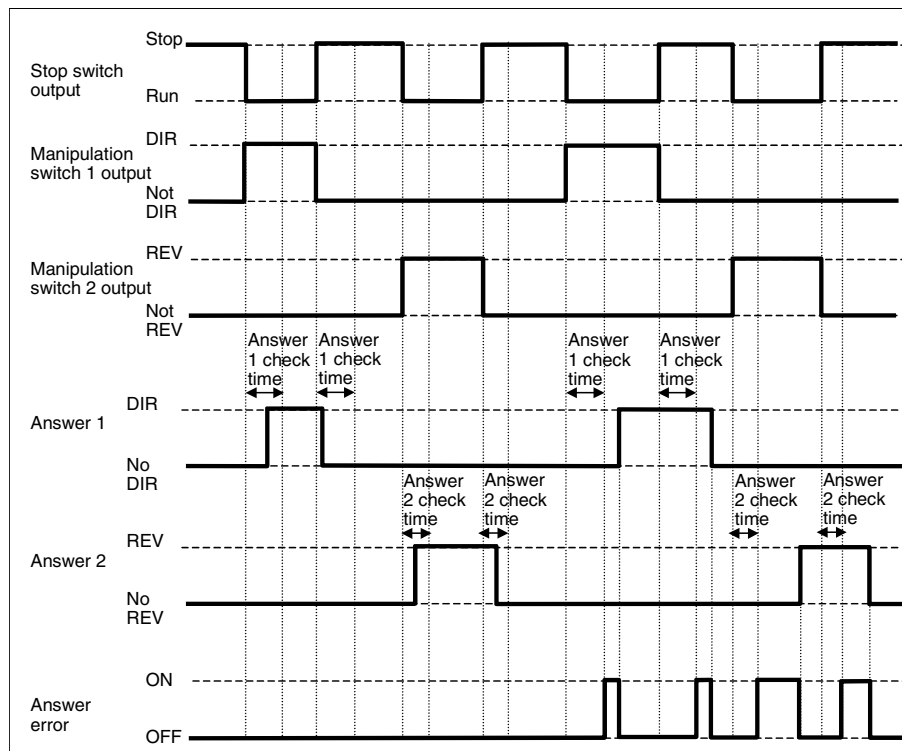 Stop
Stop switch
output
Run
DIR
Manipulation
switch 1 output
Not
DIR
REV
Manipulation
switch 2 output
Not
REV
Answer
1 check
time
Answer
1 check
time
Answer
1 check
time
Answer
1 check
time
DIR
Answer 1
No
DIR
Answer
2 check
time
Answer
2 check
time
Answer
2 check
time
Answer
2 check
time
REV
Answer 2
No
REV
ON
Answer
error
OFF